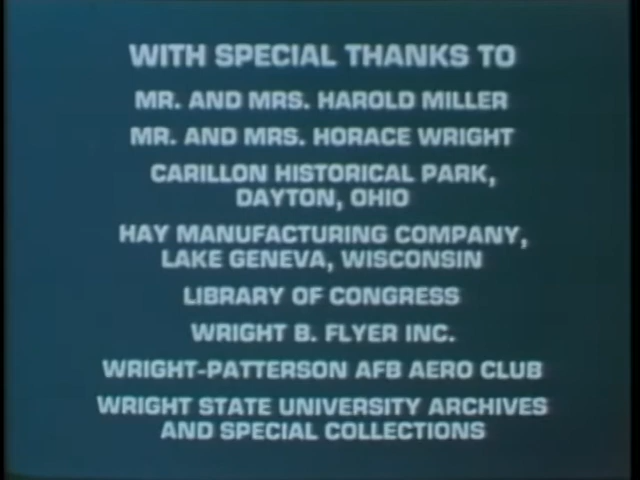 WITH SPECIAL THANKS TO
MR. AND MRS. HAROLD MILLER
MR. AND MRS. HORACE WRIGHT
CARILLON HISTORICAL PARK,
DAYTON, OHIO
HAY MANUFACTURING COMPANY,
LAKE GENEVA, WISCONSIN
LIBRARY OF CONGRESS
WRIGHT B. FLYER INC.
WRIGHT-PATTERSON AFB AERO CLUB
WRIGHT STATE UNIVERSITY ARCHIVES
AND SPECIAL COLLECTIONS